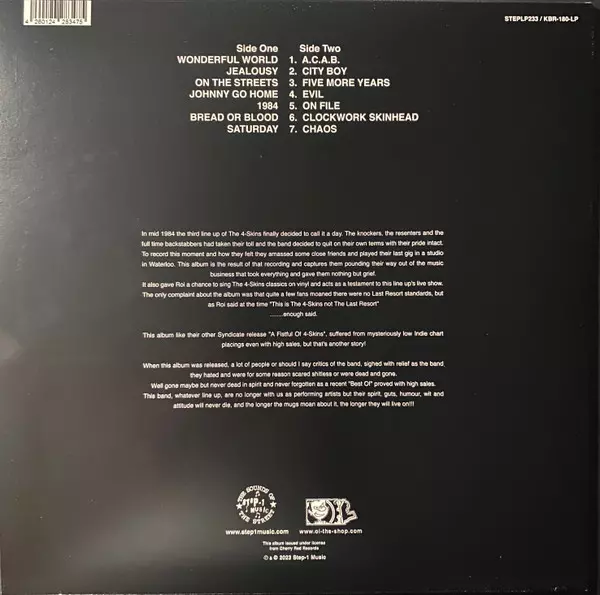 4 260124 283475
STEPLP233 / KBR-180-LP
Side One Side Two
WONDERFUL WORLD 1. A.C.A.B.
JEALOUSY 2. CITY BOY
ON THE STREETS 3. FIVE MORE YEARS
JOHNNY GO HOME 4. EVIL
1984 5. ON FILE
BREAD OR BLOOD 6. CLOCKWORK SKINHEAD
SATURDAY 7. CHAOS
In mid 1984 the third line up of The 4-Skins finally decided to call it a day. The knockers, the resenters and the
full time backstabbers had taken their toll and the band decided to quit on their own terms with their pride intact.
To record this moment and how they felt they amassed some close friends and played their last gig in a studio
in Waterloo. This album is the result of that recording and captures them pounding their way out of the music
business that took everything and gave them nothing but grief.
It also gave Roi a chance to sing The 4-Skins classics on vinyl and acts as a testament to this line up's live show.
The only complaint about the album was that quite a few fans moaned there were no Last Resort standards, but
as Roi said at the time "This is The 4-Skins not The Last Resort"
........enough said.
This album like their other Syndicate release "A Fistful Of 4-Skins", suffered from mysteriously low Indie chart
placings even with high sales, but that's another story!
When this album was released, a lot of people or should I say critics of the band, sighed with relief as the band
they hated and were for some reason scared shitless or were dead and gone.
Well gone maybe but never dead in spirit and never forgotten as a recent "Best Of" proved with high sales.
This band, whatever line up, are no longer with us as performing artists but their spirit, guts, humour, wit and
attitude will never die, and the longer the mugs moan about it, the longer they will live on!!!
THE SOUNDS OF
STEP-1
MUSIC
THE STREET
www.step1music.com www.oi-the-shop.com
This album issued under license
from Cherry Red Records
℗ & © 2023 Step-1 Music